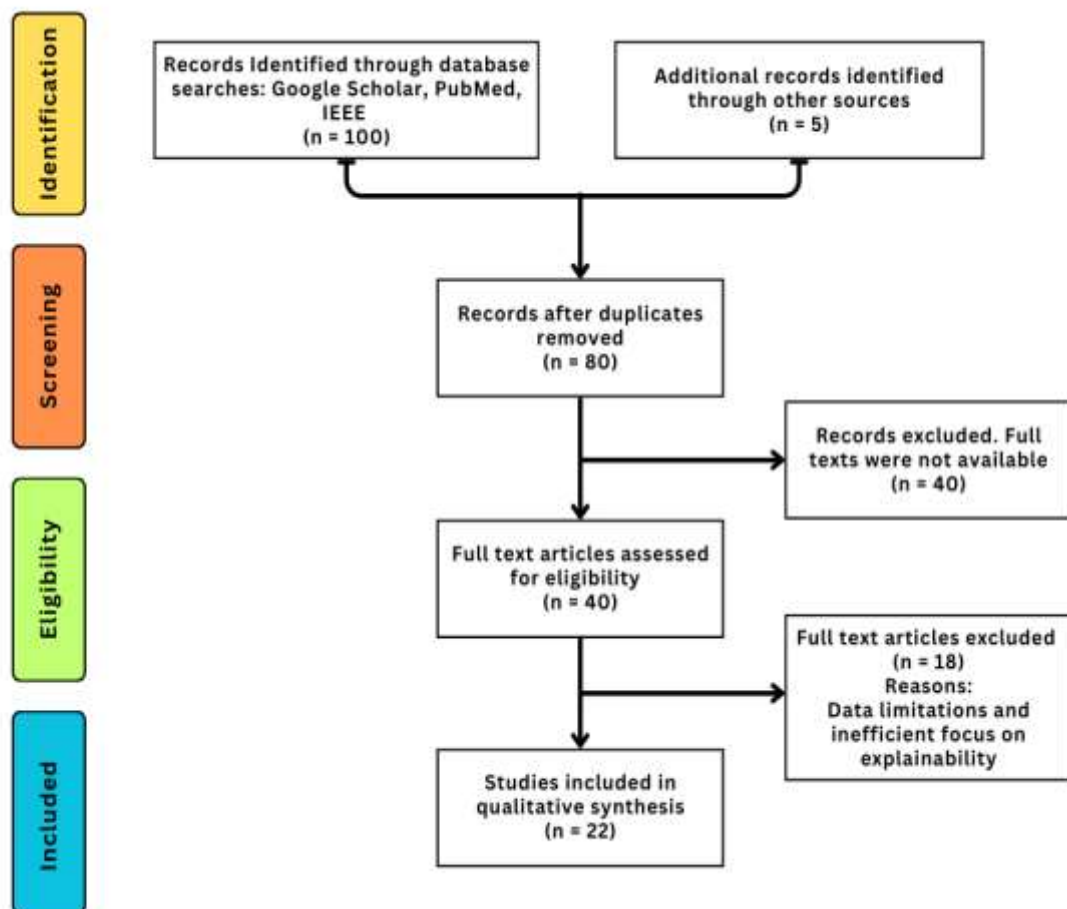 Identification
Records Identified through database
searches: Google Scholar, PubMed,
IEEE
(n = 100)
Additional records identified
through other sources
(n = 5)
Screening
Records after duplicates
removed
(n = 80)
Records excluded. Full
texts were not available
(n = 40)
Eligibility
Full text articles assessed
for eligibility
(n = 40)
Full text articles excluded
(n = 18)
Reasons:
Data limitations and
inefficient focus on
explainability
Included
Studies included in
qualitative synthesis
(n = 22)